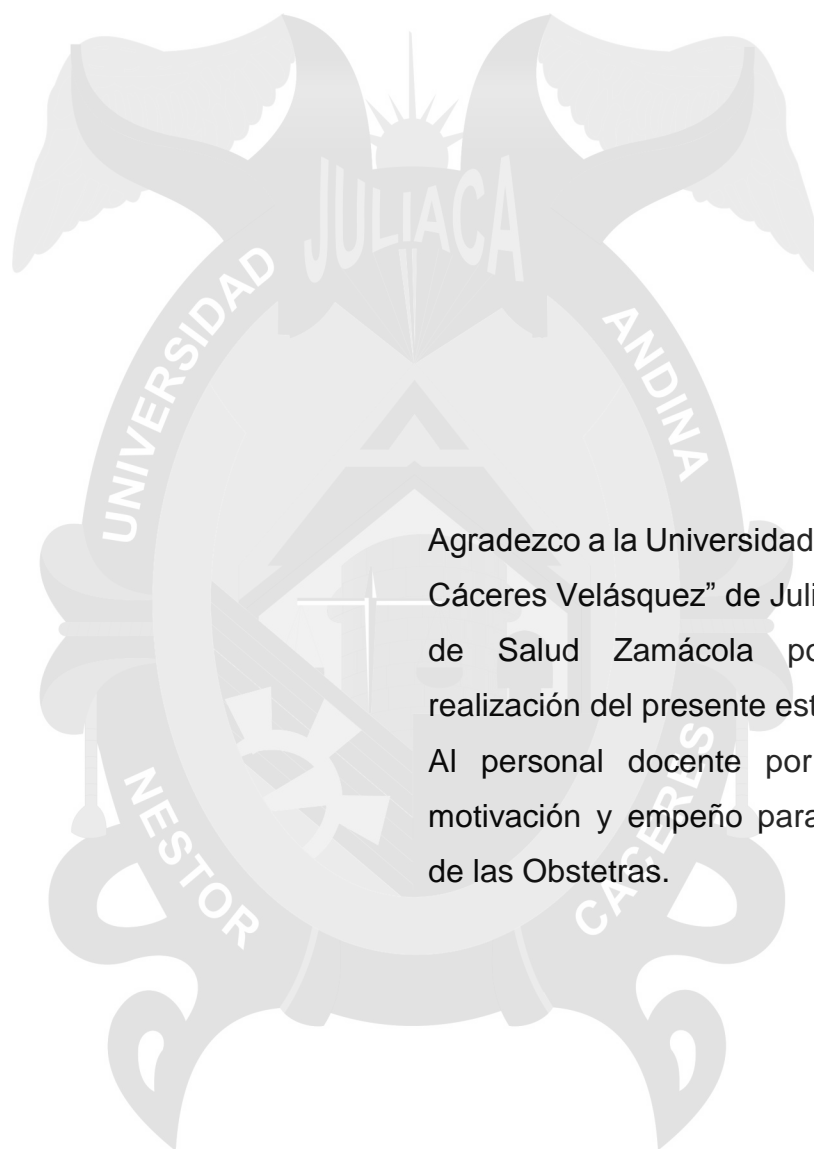 JULIACA
UNIVERSIDAD
ANDINA
NESTOR
CACERES
Agradezco a la Universidad
Cáceres Velásquez” de Juli
de Salud Zamácola po
realización del presente est
Al personal docente por
motivación y empeño para
de las Obstetras.